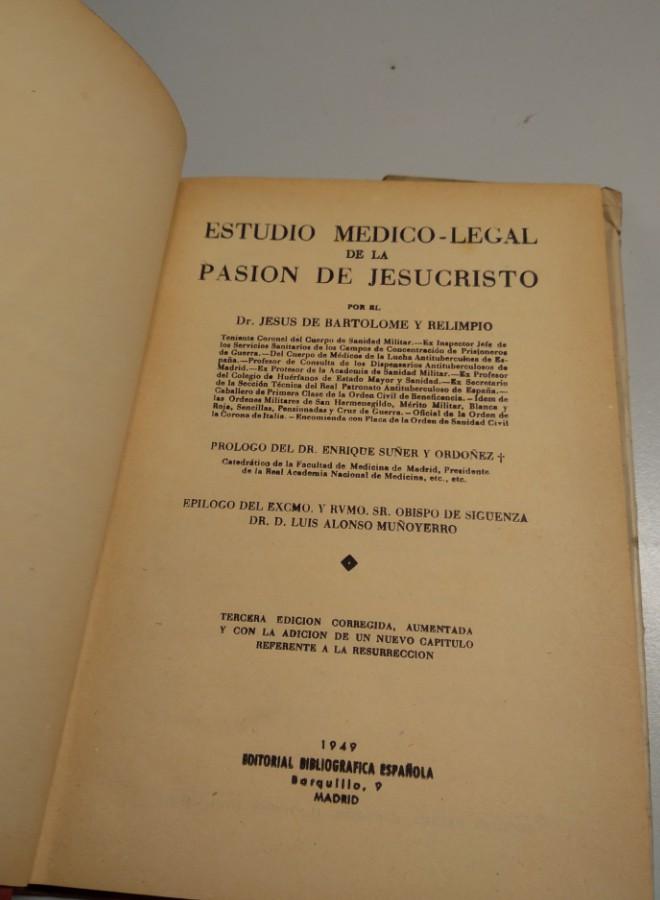 ESTUDIO MEDICO-LEGAL
DE LA
PASION DE JESUCRISTO
POR EL
Dr. JESUS DE BARTOLOME Y RELIMPIO
Teniente Coronel del Cuerpo de Sanidad Militar.—Ex Inspector Jefe de
los Servicios Sanitarios de los Campos de Concentración de Prisioneros
de Guerra.—Del Cuerpo de Médicos de la Lucha Antituberculosa de Es-
paña.—Profesor de Consulta de los Dispensarios Antituberculosos de
Madrid.—Ex Profesor de la Academia de Sanidad Militar.—Ex Profesor
del Colegio de Huérfanos de Estado Mayor y Sanidad.—Ex Secretario
de la Sección Técnica del Real Patronato Antituberculoso de España.—
Caballero de Primera Clase de la Orden Civil de Beneficencia.—Idem de
las Ordenes Militares de San Hermenegildo, Mérito Militar, Blanca y
Roja, Sencillas, Pensionadas y Cruz de Guerra.—Oficial de la Orden de
la Corona de Italia.—Encomienda con Placa de la Orden de Sanidad Civil
PROLOGO DEL DR. ENRIQUE SUÑER Y ORDOÑEZ †
Catedrático de la Facultad de Medicina de Madrid, Presidente
de la Real Academia Nacional de Medicina, etc., etc.
EPILOGO DEL EXCMO. Y RVMO. SR. OBISPO DE SIGÜENZA
DR. D. LUIS ALONSO MUÑOYERRO
TERCERA EDICION CORREGIDA, AUMENTADA
Y CON LA ADICION DE UN NUEVO CAPITULO
REFERENTE A LA RESURRECCION
1949
EDITORIAL BIBLIOGRAFICA ESPAÑOLA
Barquillo, 9
MADRID